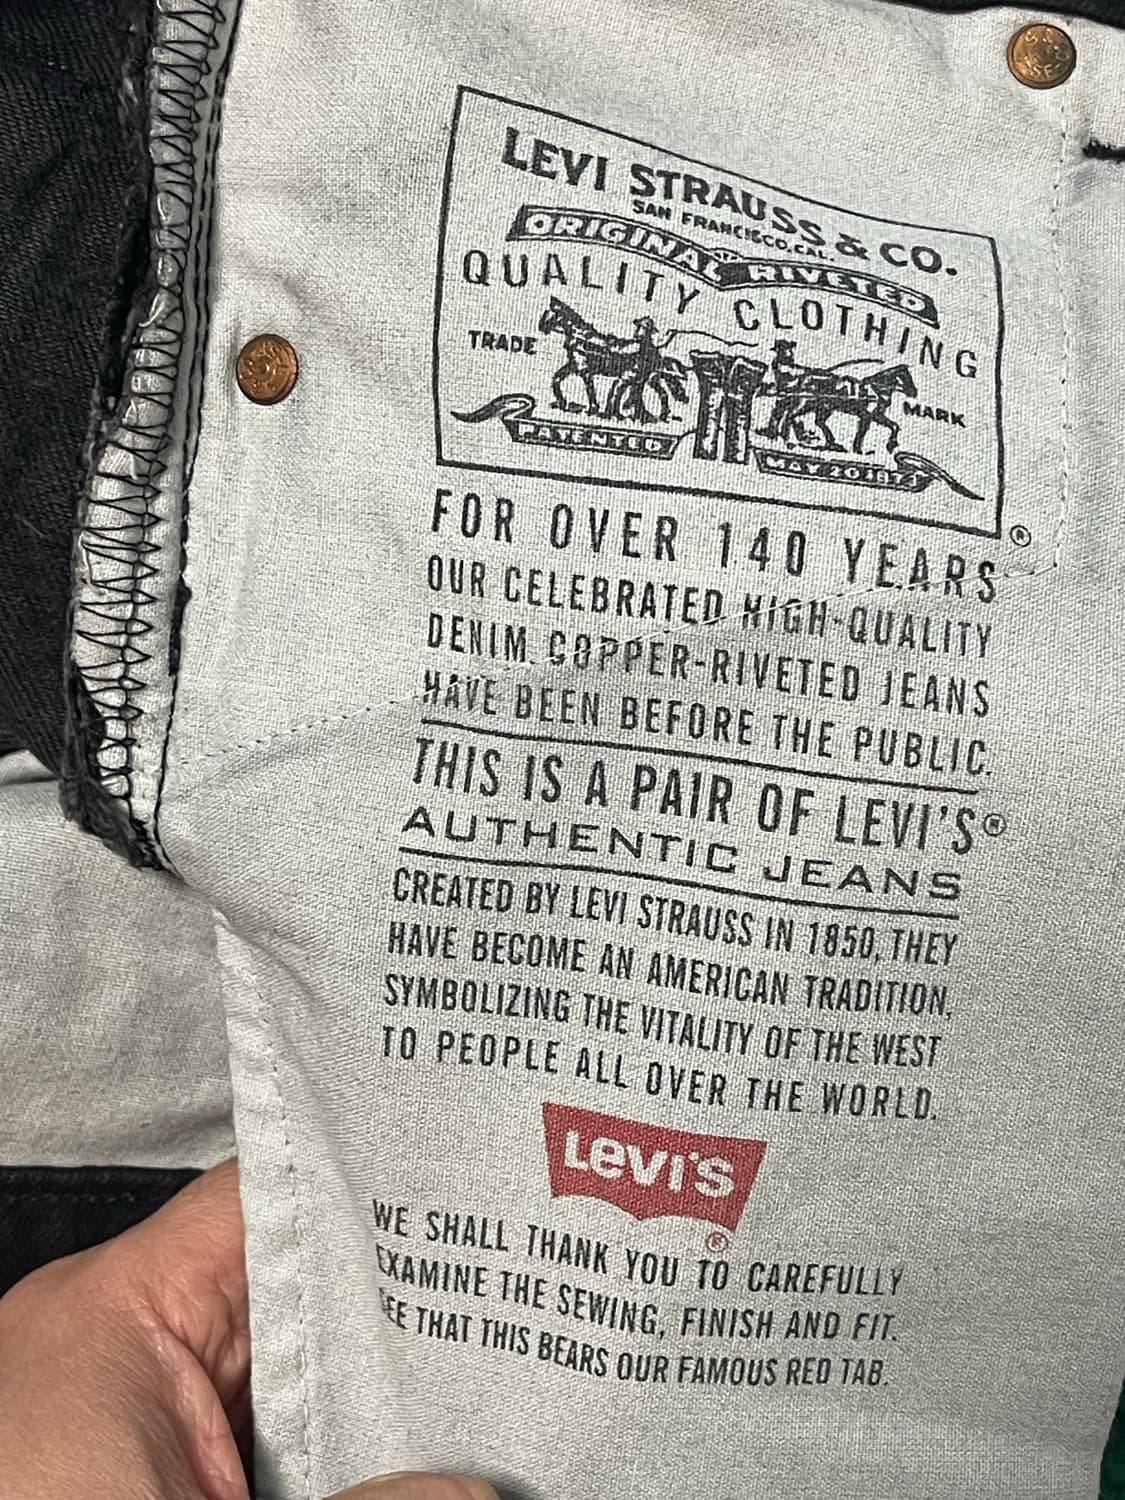 LEVI STRAUSS & CO.
SAN FRANCISCO, CAL.
ORIGINAL RIVETED
QUALITY CLOTHING
TRADE MARK
PATENTED MAY 20 1873
®
FOR OVER 140 YEARS
OUR CELEBRATED HIGH-QUALITY
DENIM COPPER-RIVETED JEANS
HAVE BEEN BEFORE THE PUBLIC.
THIS IS A PAIR OF LEVI'S®
AUTHENTIC JEANS
CREATED BY LEVI STRAUSS IN 1850, THEY
HAVE BECOME AN AMERICAN TRADITION,
SYMBOLIZING THE VITALITY OF THE WEST
TO PEOPLE ALL OVER THE WORLD.
LEVI'S
®
WE SHALL THANK YOU TO CAREFULLY
EXAMINE THE SEWING, FINISH AND FIT.
SEE THAT THIS BEARS OUR FAMOUS RED TAB.